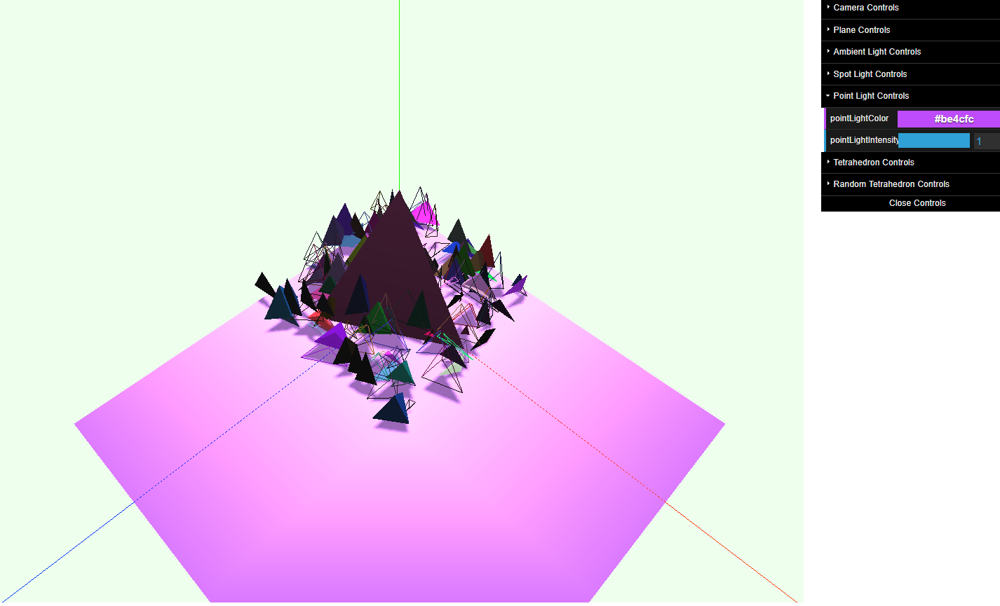 Camera Controls
Plane Controls
Ambient Light Controls
Spot Light Controls
Point Light Controls
pointLightColor #be4cfc
pointLightIntensity 1
Tetrahedron Controls
Random Tetrahedron Controls
Close Controls